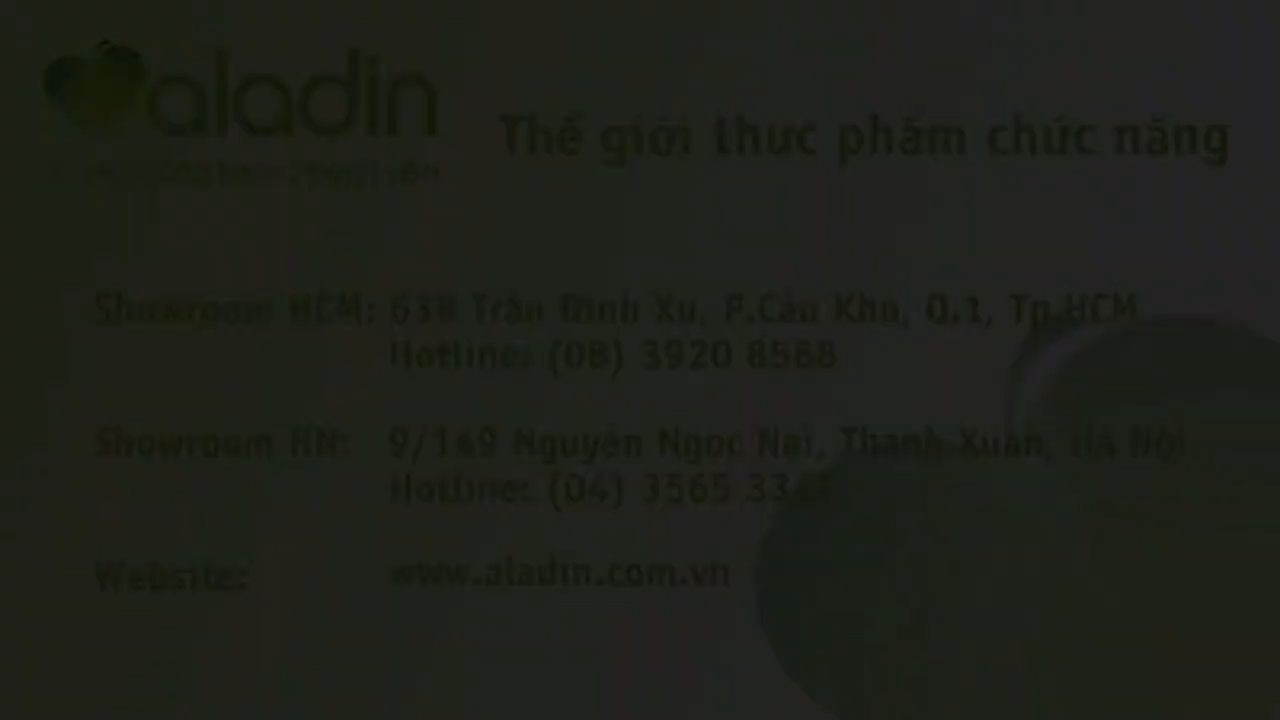 aladin
Thế giới thực phẩm chức năng
Showroom HCM: 638 Trần Đình Xu, P.Cầu Kho, Q.1, Tp.HCM
Hotline: (08) 3920 8588
Showroom HN: 9/169 Nguyễn Ngọc Nại, Thanh Xuân, Hà Nội
Hotline: (04) 3565
Website: www.aladin.com.vn